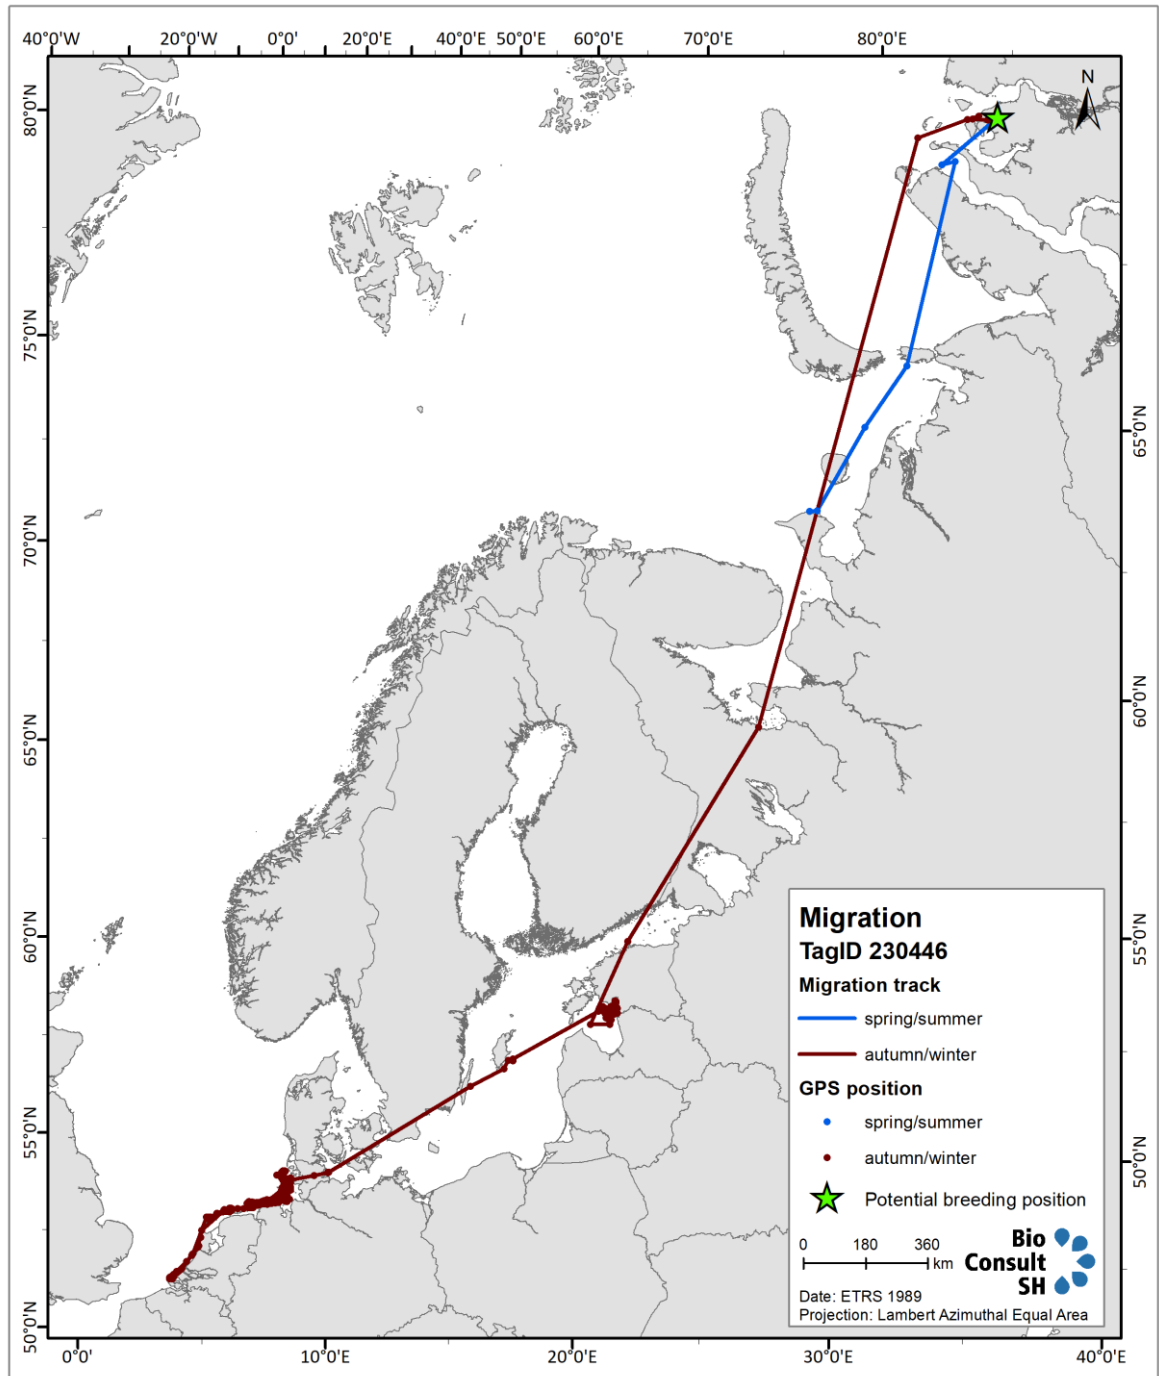 40°0'W 20°0'W 0°0' 20°0'E 40°0'E 50°0'E 60°0'E 70°0'E 80°0'E
N
80°0'N
75°0'N
70°0'N
65°0'N
60°0'N
55°0'N
50°0'N
65°0'N
60°0'N
55°0'N
50°0'N
Migration
TagID 230446
Migration track
spring/summer
autumn/winter
GPS position
spring/summer
autumn/winter
Potential breeding position
0 180 360
km
Bio
Consult
SH
Date: ETRS 1989
Projection: Lambert Azimuthal Equal Area
0°0' 10°0'E 20°0'E 30°0'E 40°0'E